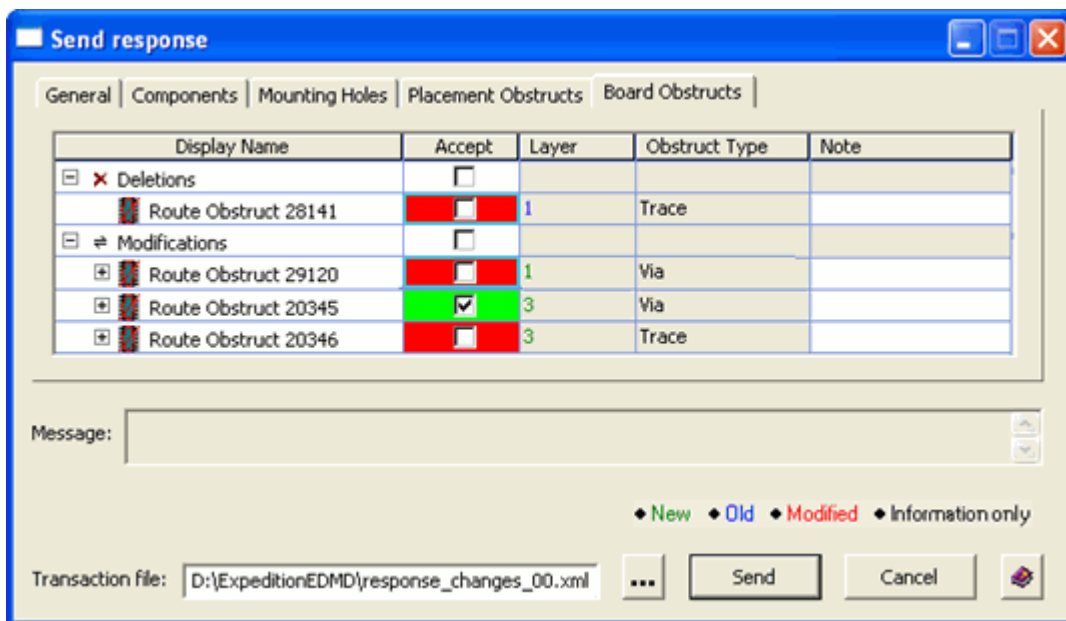 Send response
General Components Mounting Holes Placement Obstructs Board Obstructs
Display Name Accept Layer Obstruct Type Note
Deletions
Route Obstruct 28141 1 Trace
Modifications
Route Obstruct 29120 1 Via
Route Obstruct 20345 3 Via
Route Obstruct 20346 3 Trace
Message:
New Old Modified Information only
Transaction file: D:\ExpeditionEDMD\response_changes_00.xml ... Send Cancel